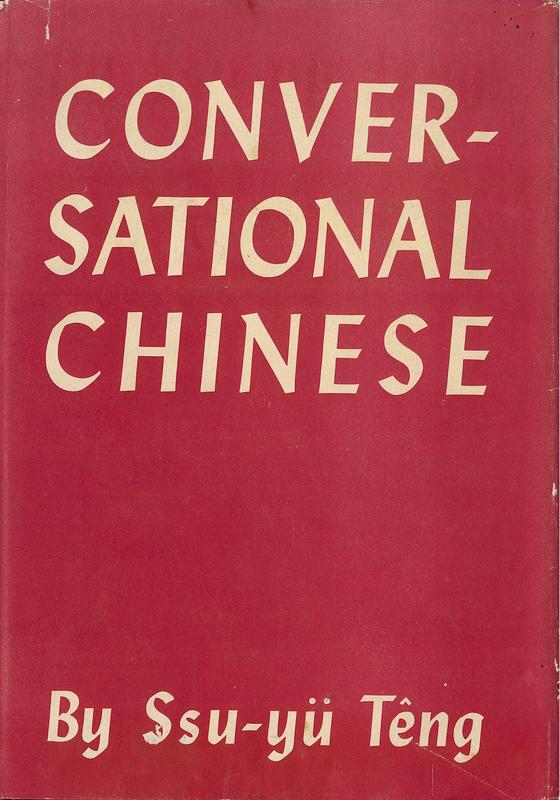 CONVER-
SATIONAL
CHINESE
By Ssu-yü Têng